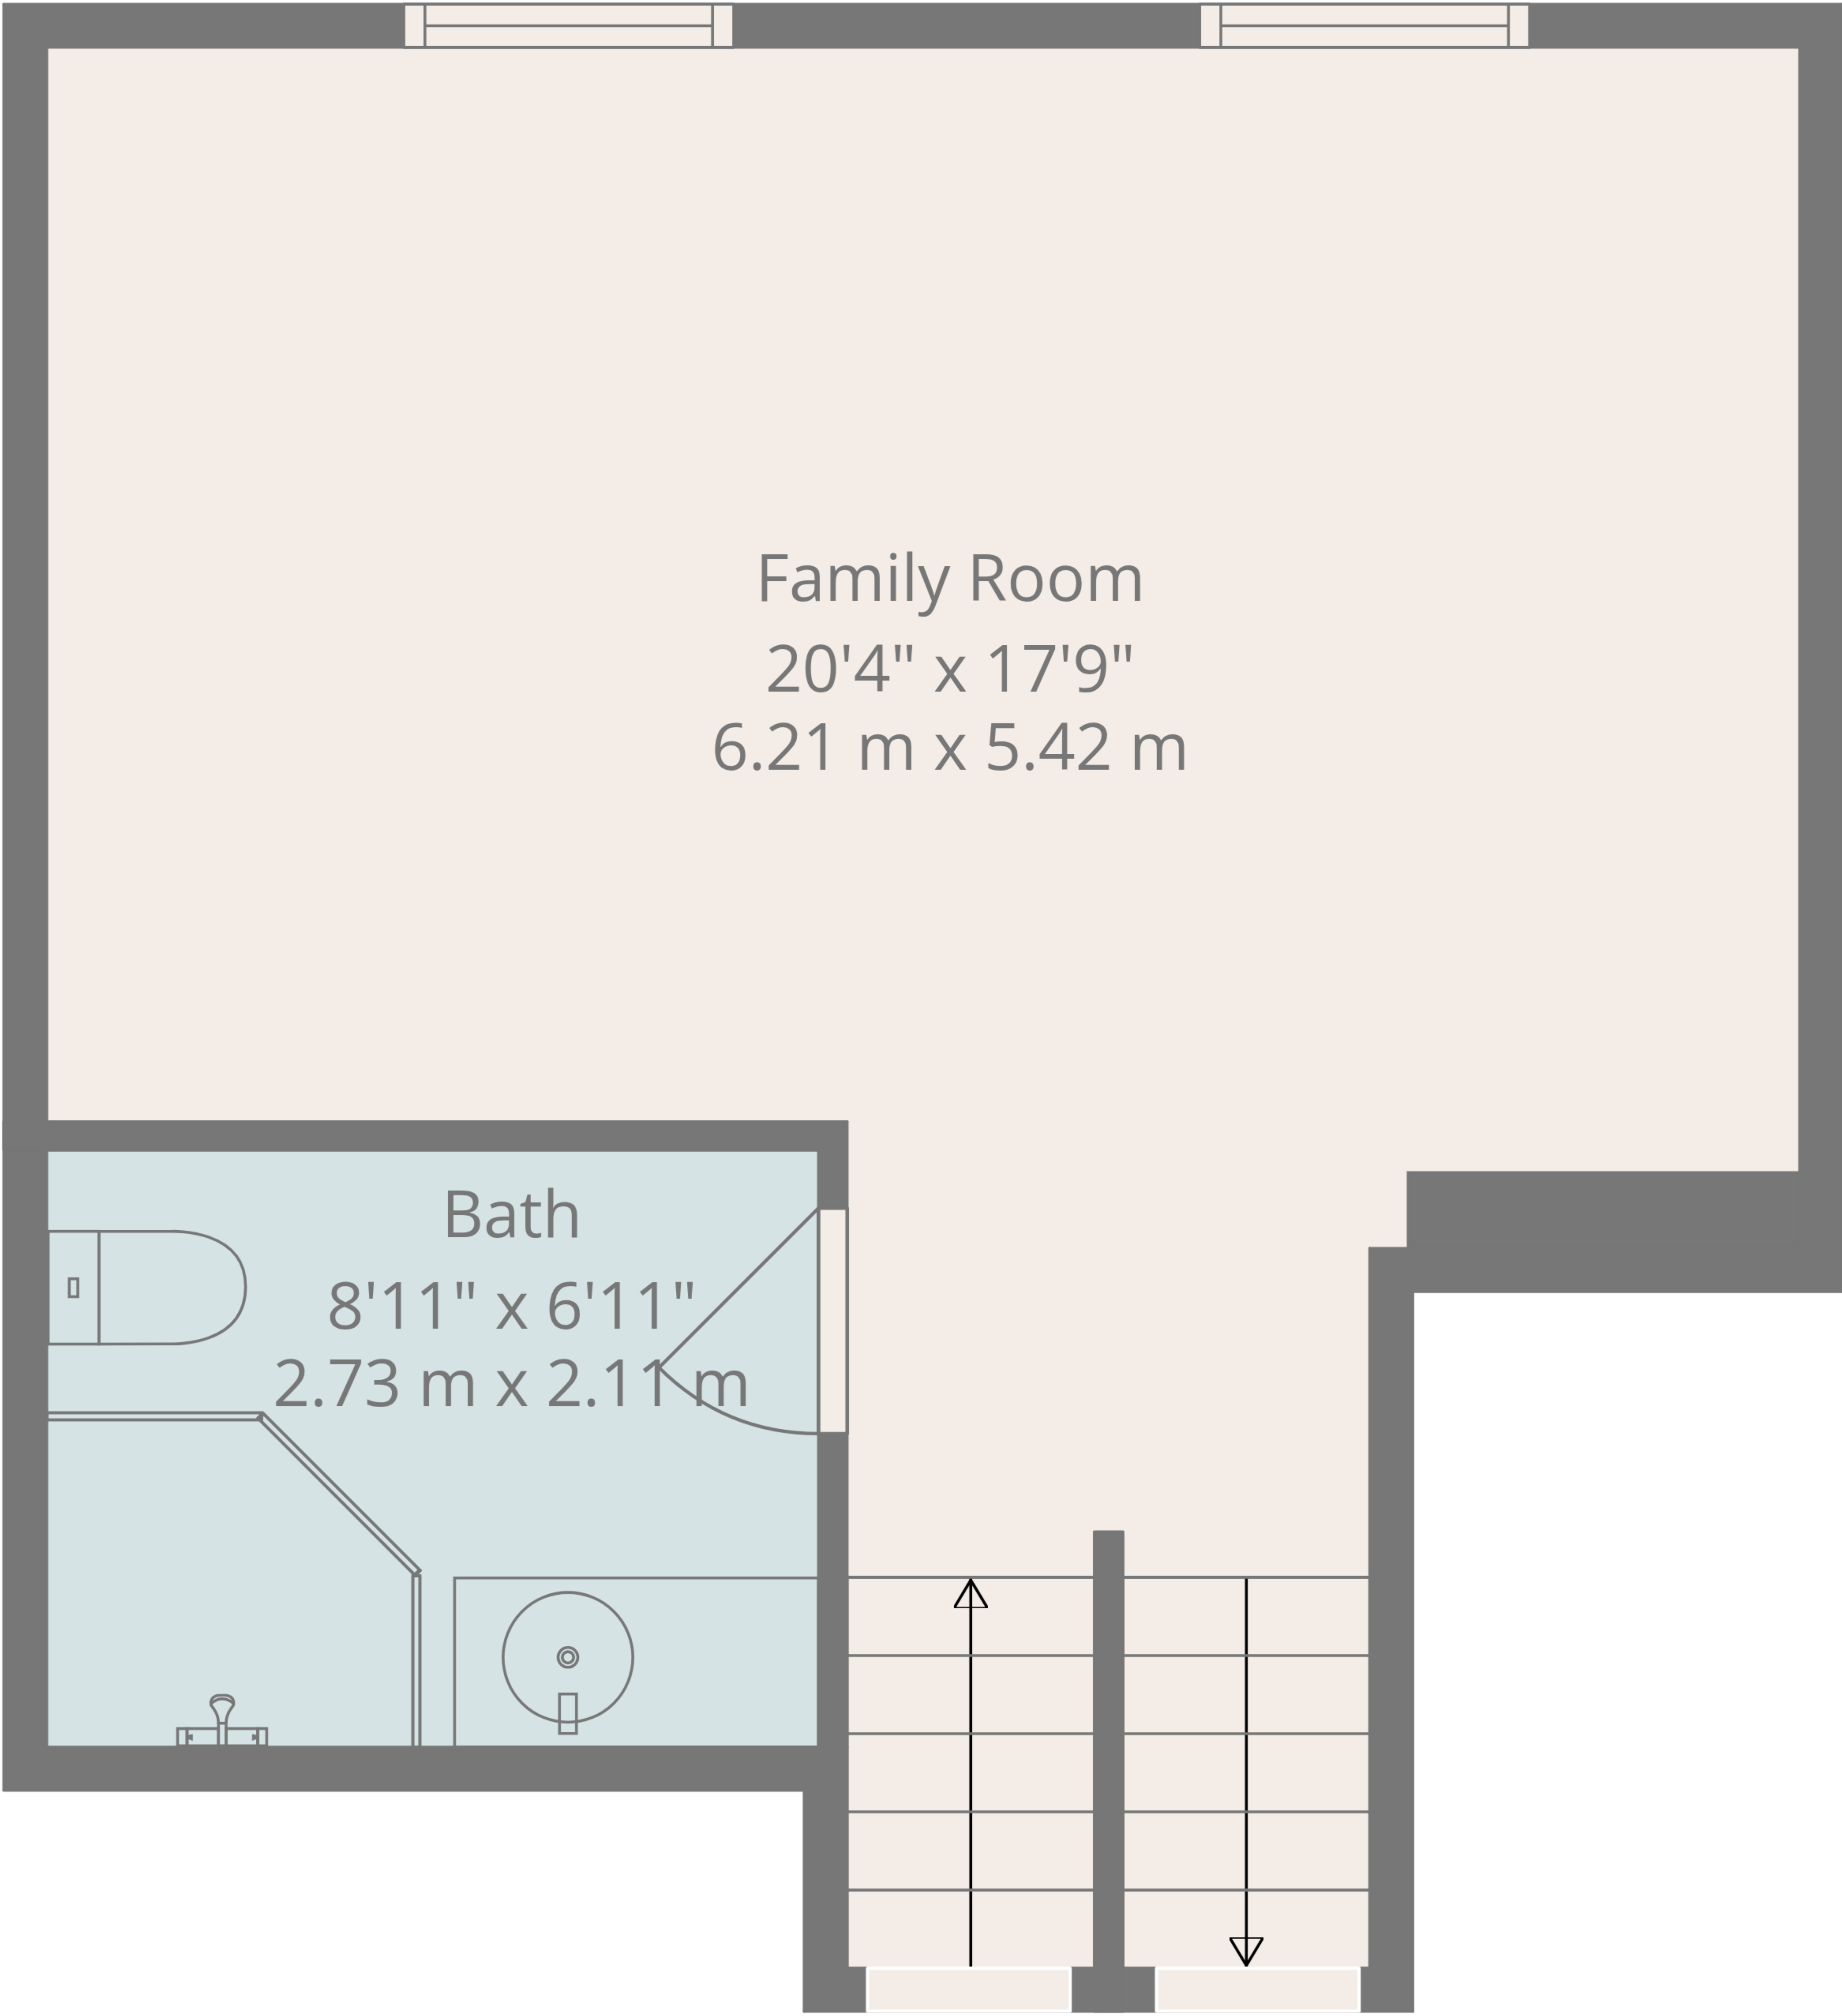 Family Room
20'4" x 17'9"
6.21 m x 5.42 m
Bath
8'11" x 6'11"
2.73 m x 2.11 m